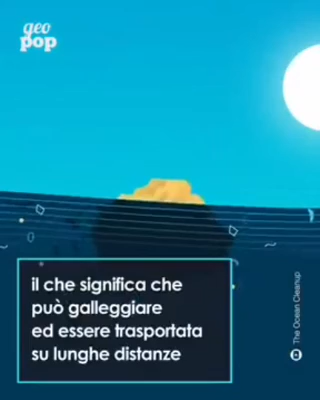 geo
pop
il che significa che
può galleggiare
ed essere trasportata
su lunghe distanze
The Ocean Cleanup